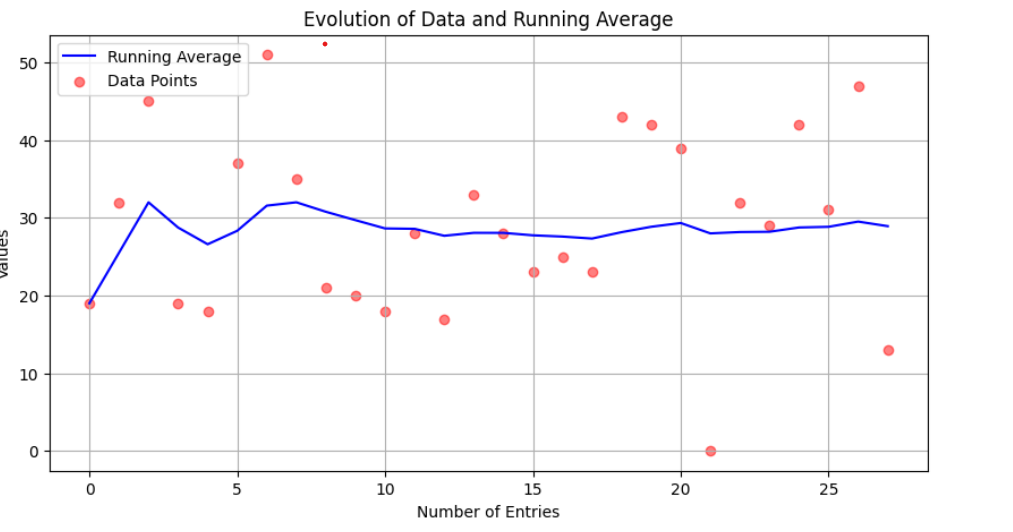 Evolution of Data and Running Average
Running Average
Data Points
50
40
30
20
10
0
Values
0 5 10 15 20 25
Number of Entries